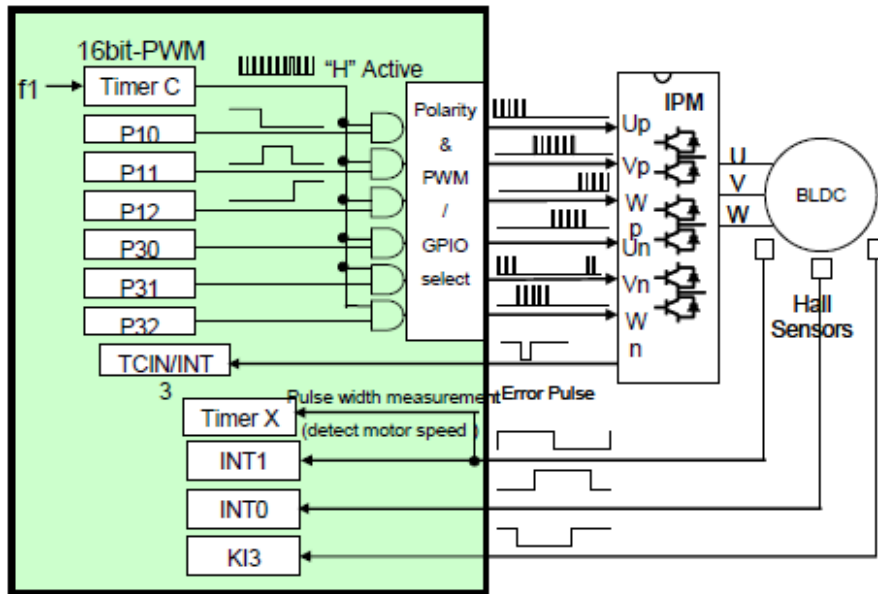 16bit-PWM
f1
Timer C
"H" Active
P10
P11
P12
P30
P31
P32
TCIN/INT
3
Timer X
INT1
INT0
KI3
Polarity
&
PWM
/
GPIO
select
Pulse width measurement
(detect motor speed )
Error Pulse
IPM
Up
Vp
W
p
Un
Vn
W
n
U
V
W
BLDC
Hall
Sensors